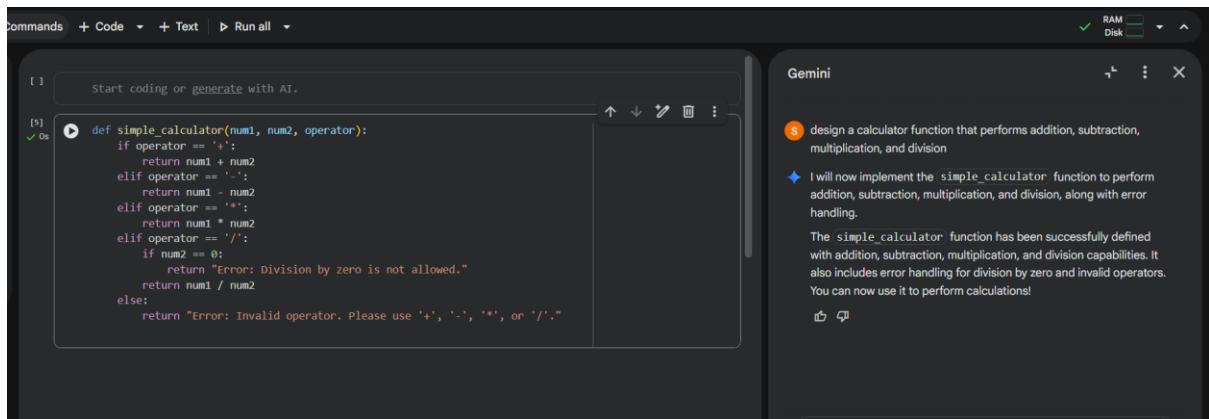 Commands + Code + Text Run all
RAM
Disk
[ ]
Start coding or generate with AI.
[5]
0s
def simple_calculator(num1, num2, operator):
if operator == '+':
return num1 + num2
elif operator == '-':
return num1 - num2
elif operator == '*':
return num1 * num2
elif operator == '/':
if num2 == 0:
return "Error: Division by zero is not allowed."
return num1 / num2
else:
return "Error: Invalid operator. Please use '+', '-', '*', or '/'."
Gemini
S
design a calculator function that performs addition, subtraction,
multiplication, and division
I will now implement the simple_calculator function to perform
addition, subtraction, multiplication, and division, along with error
handling.
The simple_calculator function has been successfully defined
with addition, subtraction, multiplication, and division capabilities. It
also includes error handling for division by zero and invalid operators.
You can now use it to perform calculations!